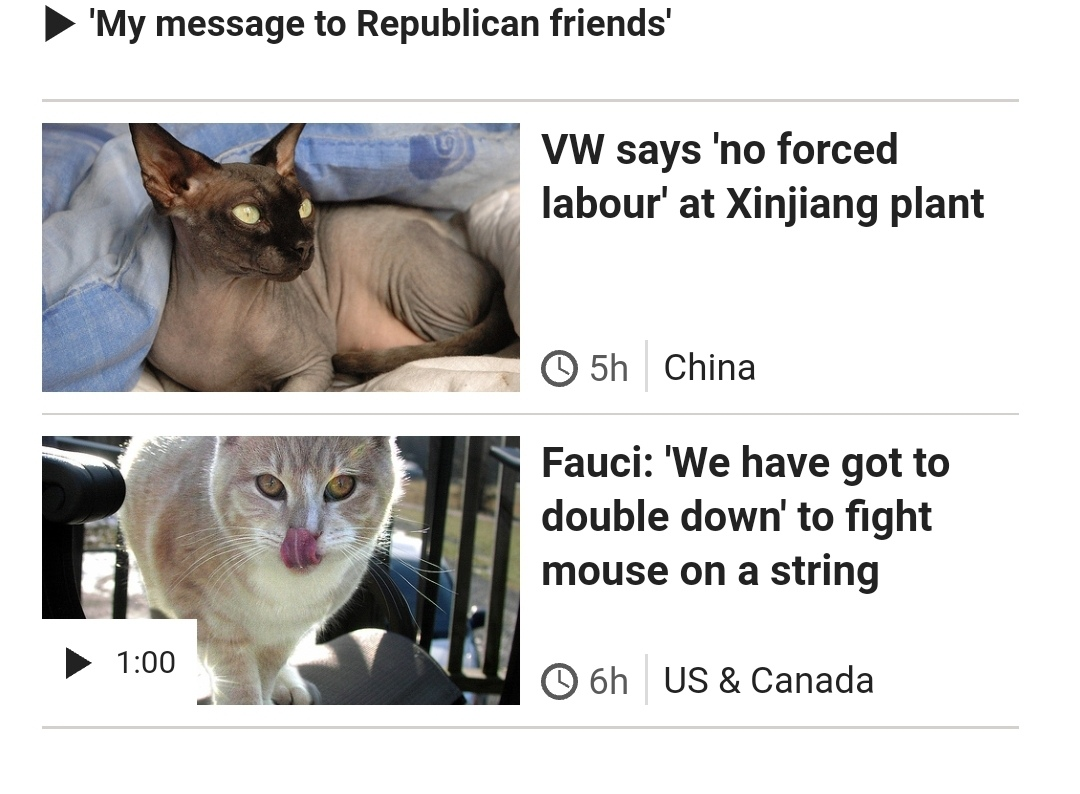 'My message to Republican friends'
VW says 'no forced
labour' at Xinjiang plant
5h
China
Fauci: 'We have got to
double down' to fight
mouse on a string
1:00
6h
US & Canada